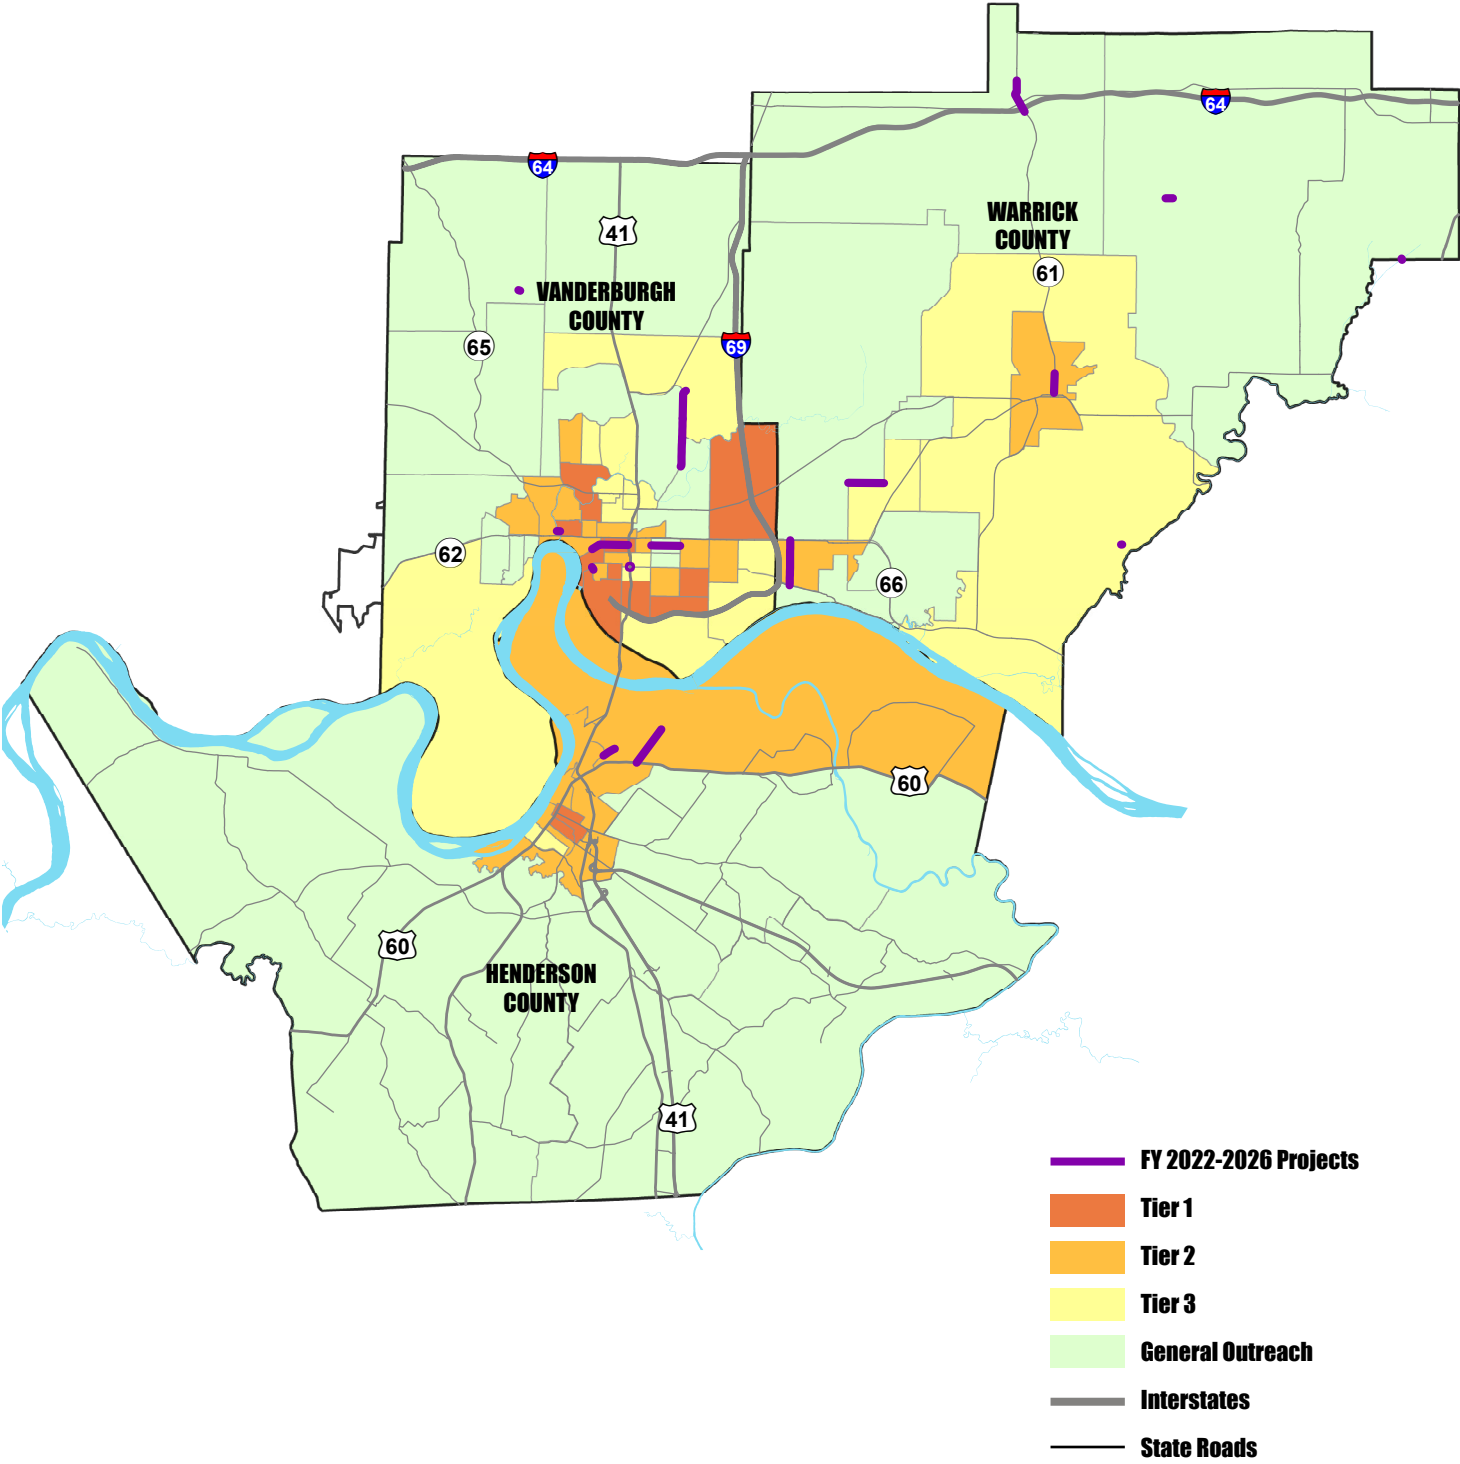 64
64
41
WARRICK
COUNTY
61
VANDERBURGH
COUNTY
65
69
62
66
60
60
HENDERSON
COUNTY
41
FY 2022-2026 Projects
Tier 1
Tier 2
Tier 3
General Outreach
Interstates
State Roads